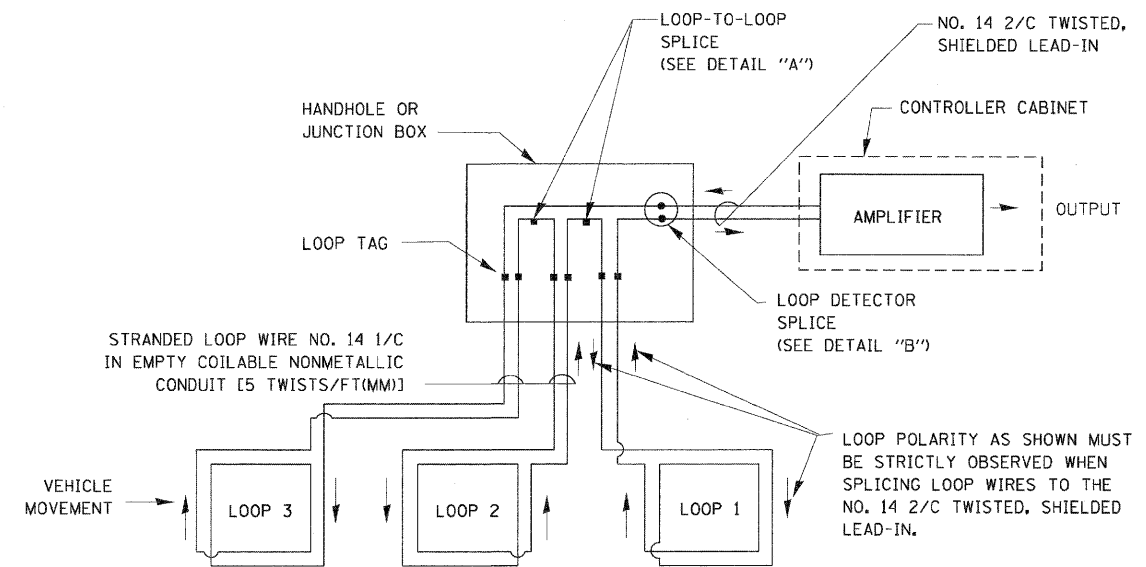 LOOP-TO-LOOP
SPLICE
(SEE DETAIL "A")
NO. 14 2/C TWISTED,
SHIELDED LEAD-IN
HANDHOLE OR
JUNCTION BOX
CONTROLLER CABINET
AMPLIFIER
OUTPUT
LOOP TAG
LOOP DETECTOR
SPLICE
(SEE DETAIL "B")
STRANDED LOOP WIRE NO. 14 1/C
IN EMPTY COILABLE NONMETALLIC
CONDUIT [5 TWISTS/FT(MM)]
LOOP POLARITY AS SHOWN MUST
BE STRICTLY OBSERVED WHEN
SPLICING LOOP WIRES TO THE
NO. 14 2/C TWISTED, SHIELDED
LEAD-IN.
VEHICLE
MOVEMENT
LOOP 3
LOOP 2
LOOP 1